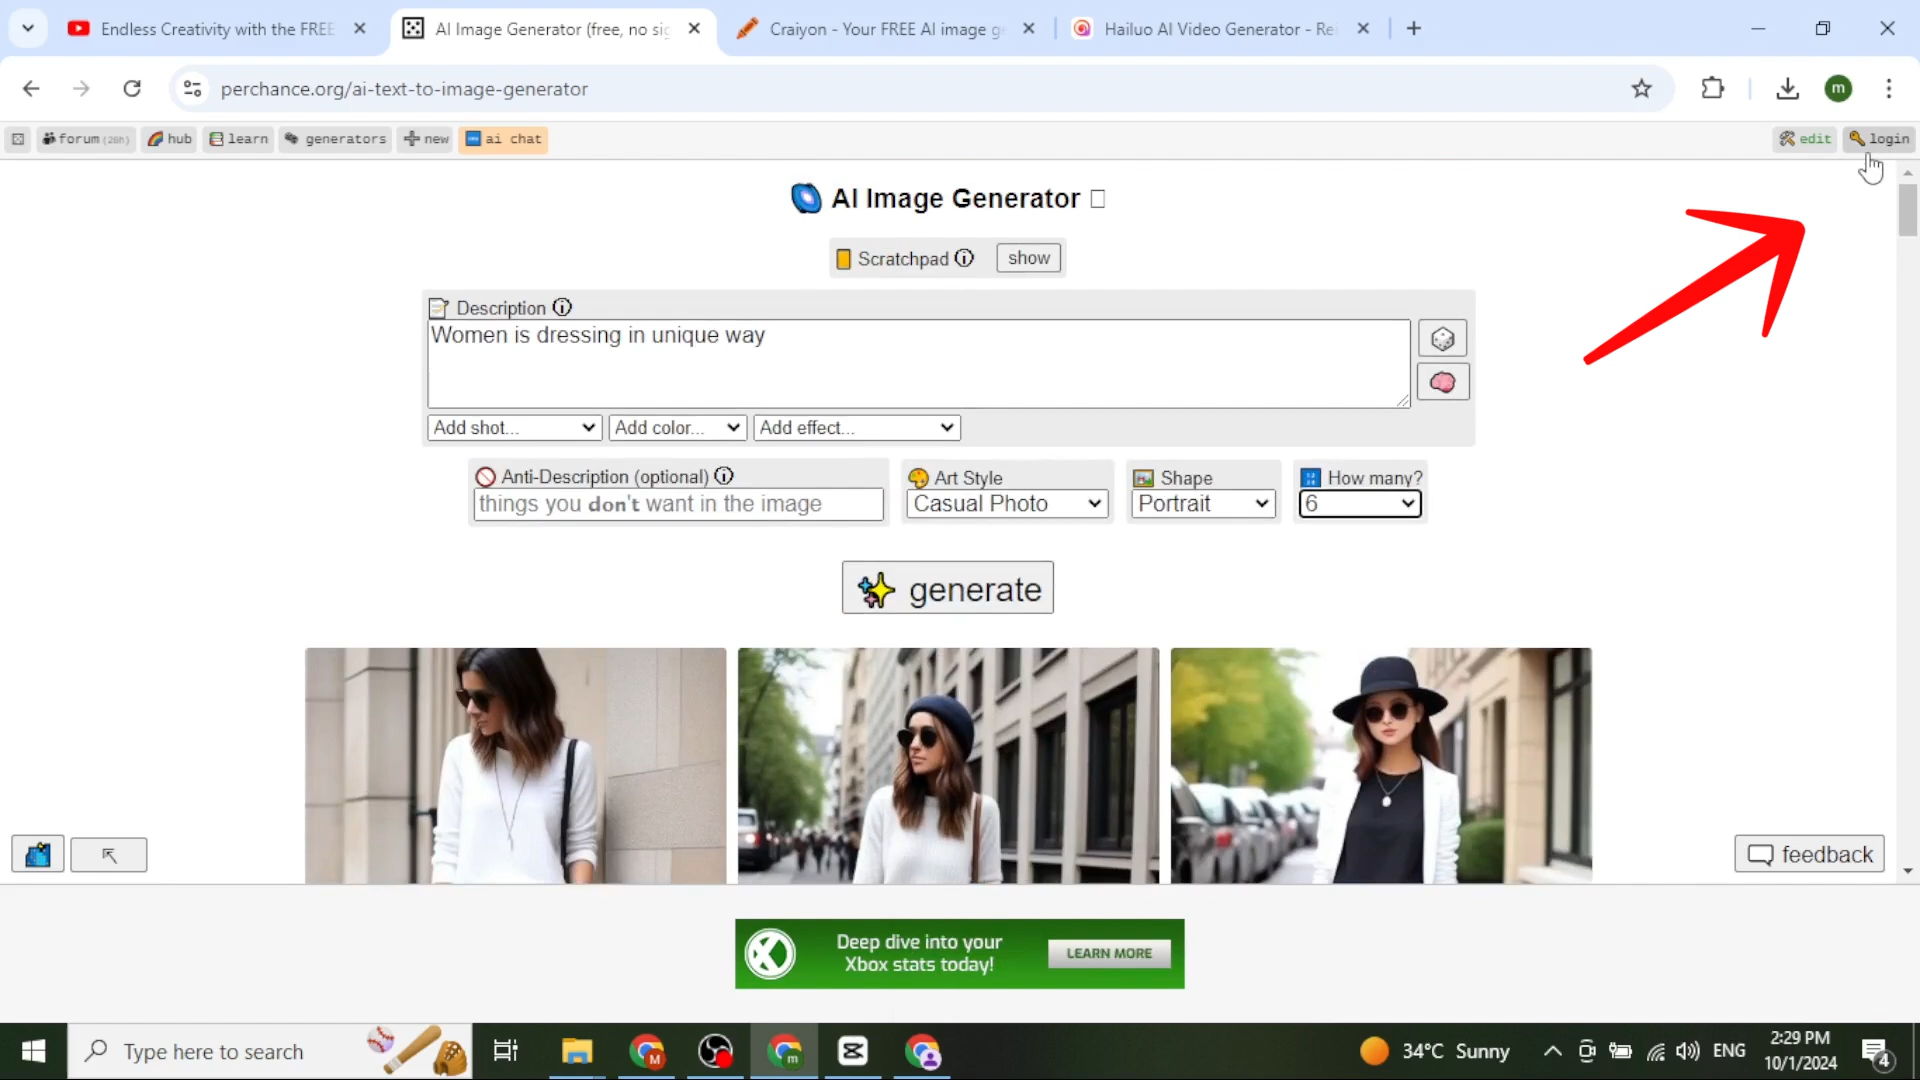 Endless Creativity with the FREE
AI Image Generator (free, no sig
Craiyon - Your FREE AI image g
Hailuo AI Video Generator - Re
perchance.org/ai-text-to-image-generator
m
forum (28h)
hub
learn
generators
new
ai chat
edit
login
AI Image Generator
Scratchpad
show
Description
Women is dressing in unique way
Add shot...
Add color...
Add effect...
Anti-Description (optional)
things you don't want in the image
Art Style
Casual Photo
Shape
Portrait
How many?
6
generate
feedback
Deep dive into your
Xbox stats today!
LEARN MORE
Type here to search
M
m
34°C Sunny
ENG
2:29 PM
10/1/2024
4